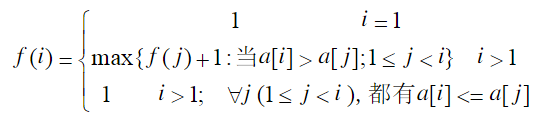 1 i = 1
f(i) = { max{f(j)+1:当a[i]>a[j];1≤j<i} i>1
1 i>1; ∀j(1≤j<i), 都有a[i]<=a[j]